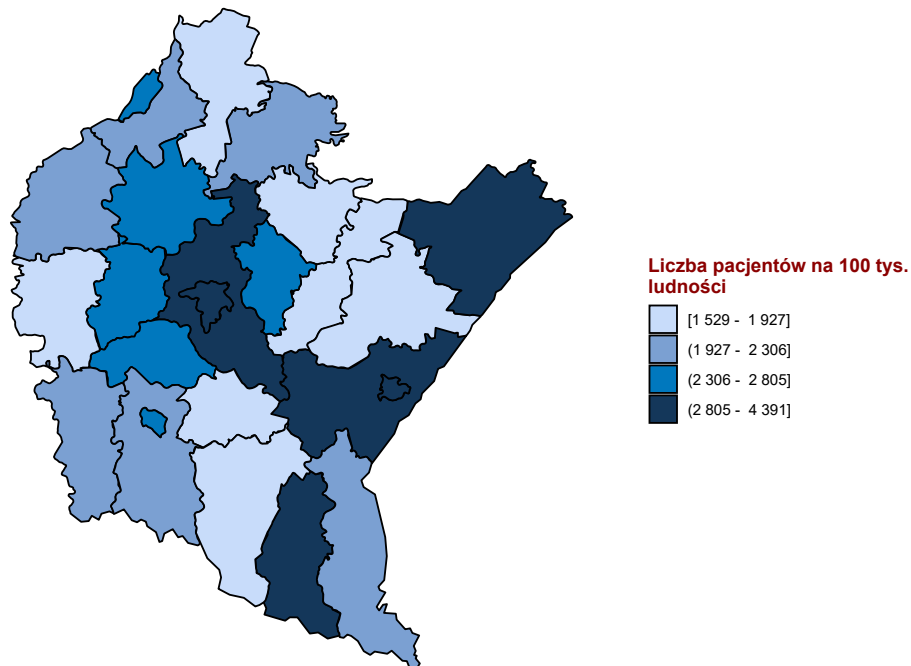 Liczba pacjentów na 100 tys.
ludności
[1 529 - 1 927]
(1 927 - 2 306]
(2 306 - 2 805]
(2 805 - 4 391]